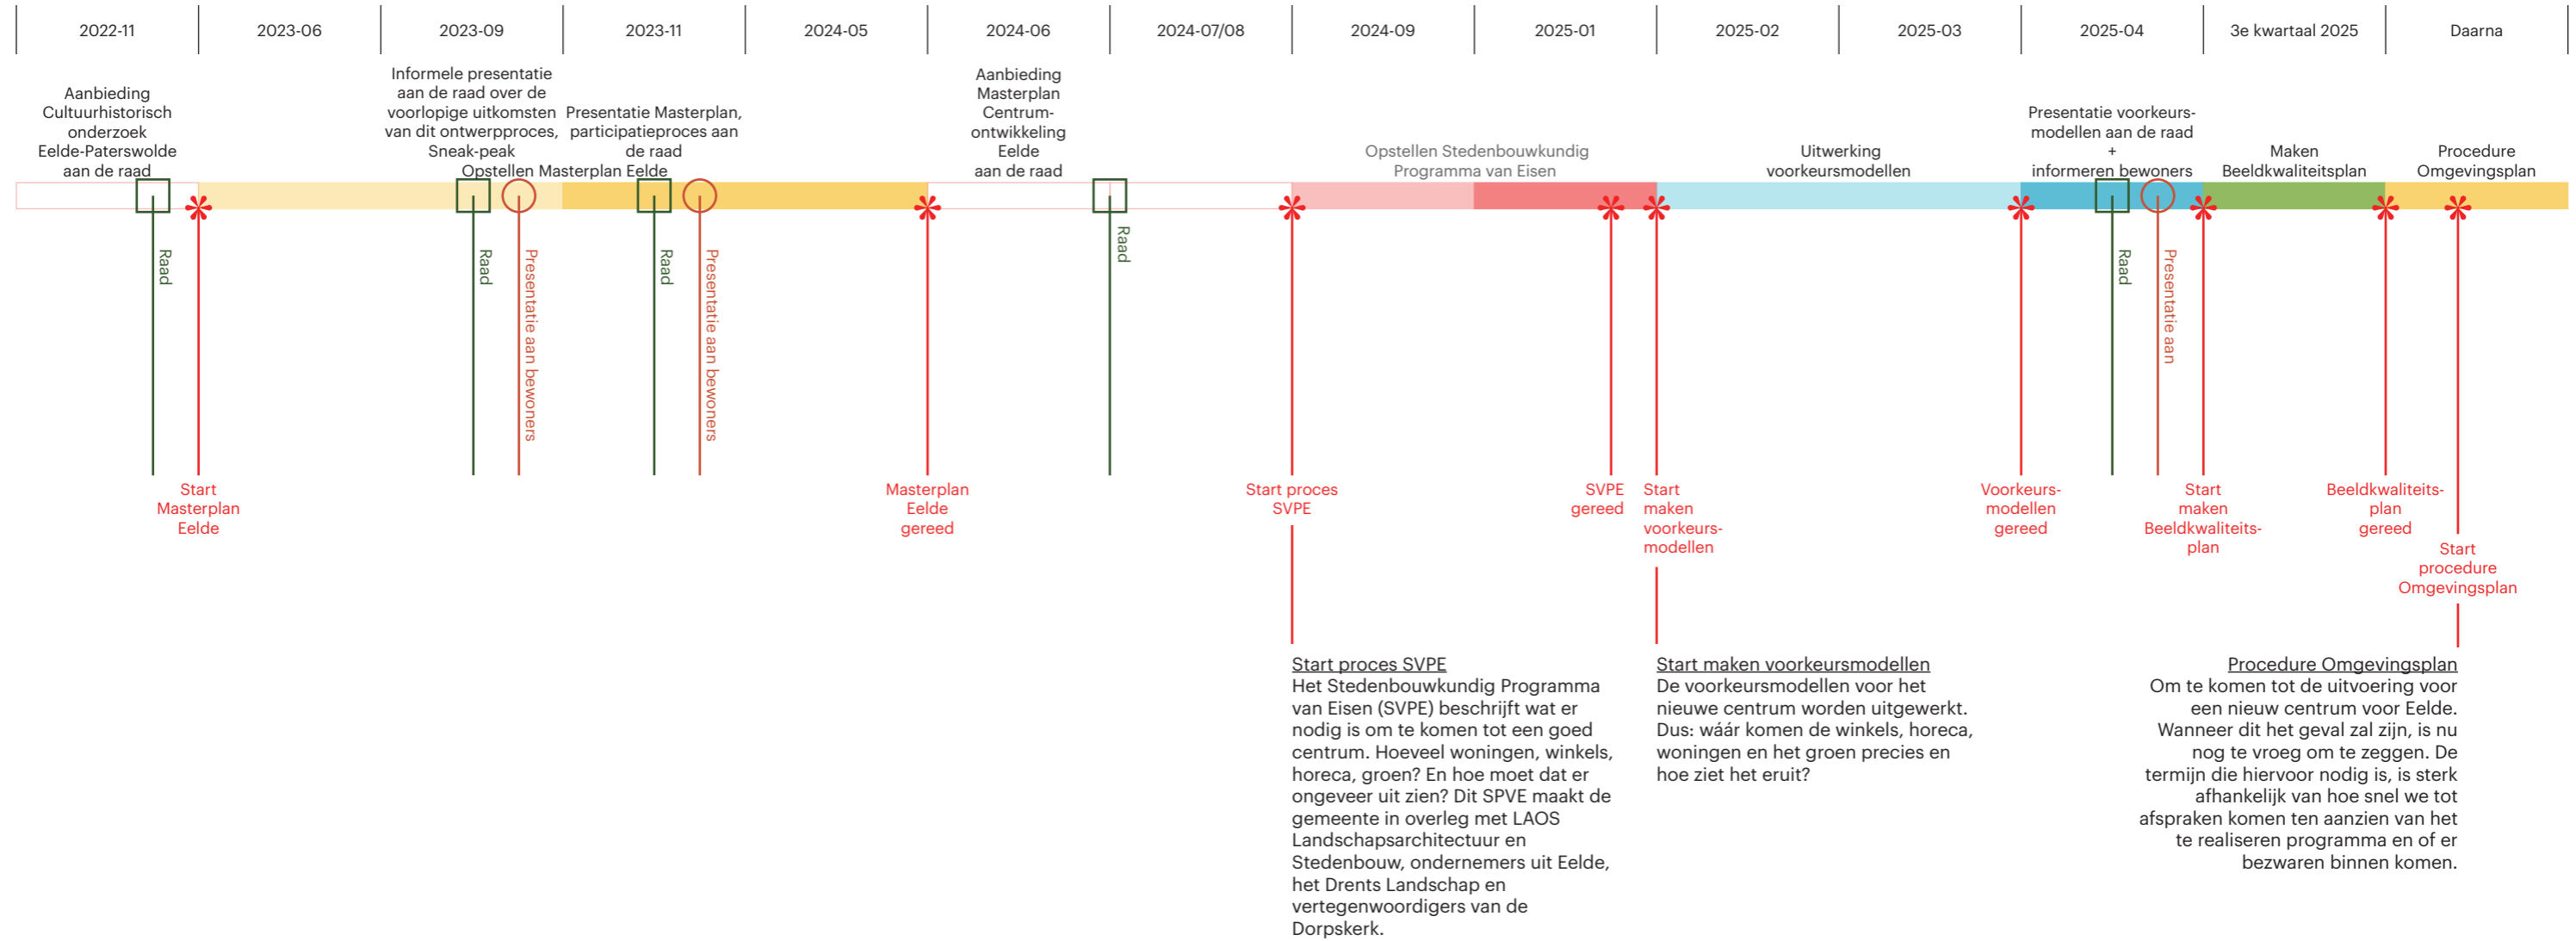 2022-11
2023-06
2023-09
2023-11
2024-05
2024-06
2024-07/08
2024-09
2025-01
2025-02
2025-03
2025-04
3e kwartaal 2025
Daarna
Aanbieding
Cultuurhistorisch
onderzoek
Eelde-Paterswolde
aan de raad
Informele presentatie
aan de raad over de
voorlopige uitkomsten
van dit ontwerpproces,
Sneak-peak
Presentatie Masterplan,
participatieproces aan
de raad
Opstellen Masterplan Eelde
Aanbieding
Masterplan
Centrum-
ontwikkeling
Eelde
aan de raad
Opstellen Stedenbouwkundig
Programma van Eisen
Uitwerking
voorkeursmodellen
Presentatie voorkeurs-
modellen aan de raad
+
informeren bewoners
Maken
Beeldkwaliteitsplan
Procedure
Omgevingsplan
Raad
Raad
Presentatie aan bewoners
Raad
Presentatie aan bewoners
Raad
Raad
Presentatie aan
Start
Masterplan
Eelde
Masterplan
Eelde
gereed
Start proces
SVPE
SVPE
gereed
Start
maken
voorkeurs-
modellen
Voorkeurs-
modellen
gereed
Start
maken
Beeldkwaliteits-
plan
Beeldkwaliteits-
plan
gereed
Start
procedure
Omgevingsplan
Start proces SVPE
Het Stedenbouwkundig Programma
van Eisen (SVPE) beschrijft wat er
nodig is om te komen tot een goed
centrum. Hoeveel woningen, winkels,
horeca, groen? En hoe moet dat er
ongeveer uit zien? Dit SPVE maakt de
gemeente in overleg met LAOS
Landschapsarchitectuur en
Stedenbouw, ondernemers uit Eelde,
het Drents Landschap en
vertegenwoordigers van de
Dorpskerk.
Start maken voorkeursmodellen
De voorkeursmodellen voor het
nieuwe centrum worden uitgewerkt.
Dus: wáár komen de winkels, horeca,
woningen en het groen precies en
hoe ziet het eruit?
Procedure Omgevingsplan
Om te komen tot de uitvoering voor
een nieuw centrum voor Eelde.
Wanneer dit het geval zal zijn, is nu
nog te vroeg om te zeggen. De
termijn die hiervoor nodig is, is sterk
afhankelijk van hoe snel we tot
afspraken komen ten aanzien van het
te realiseren programma en of er
bezwaren binnen komen.